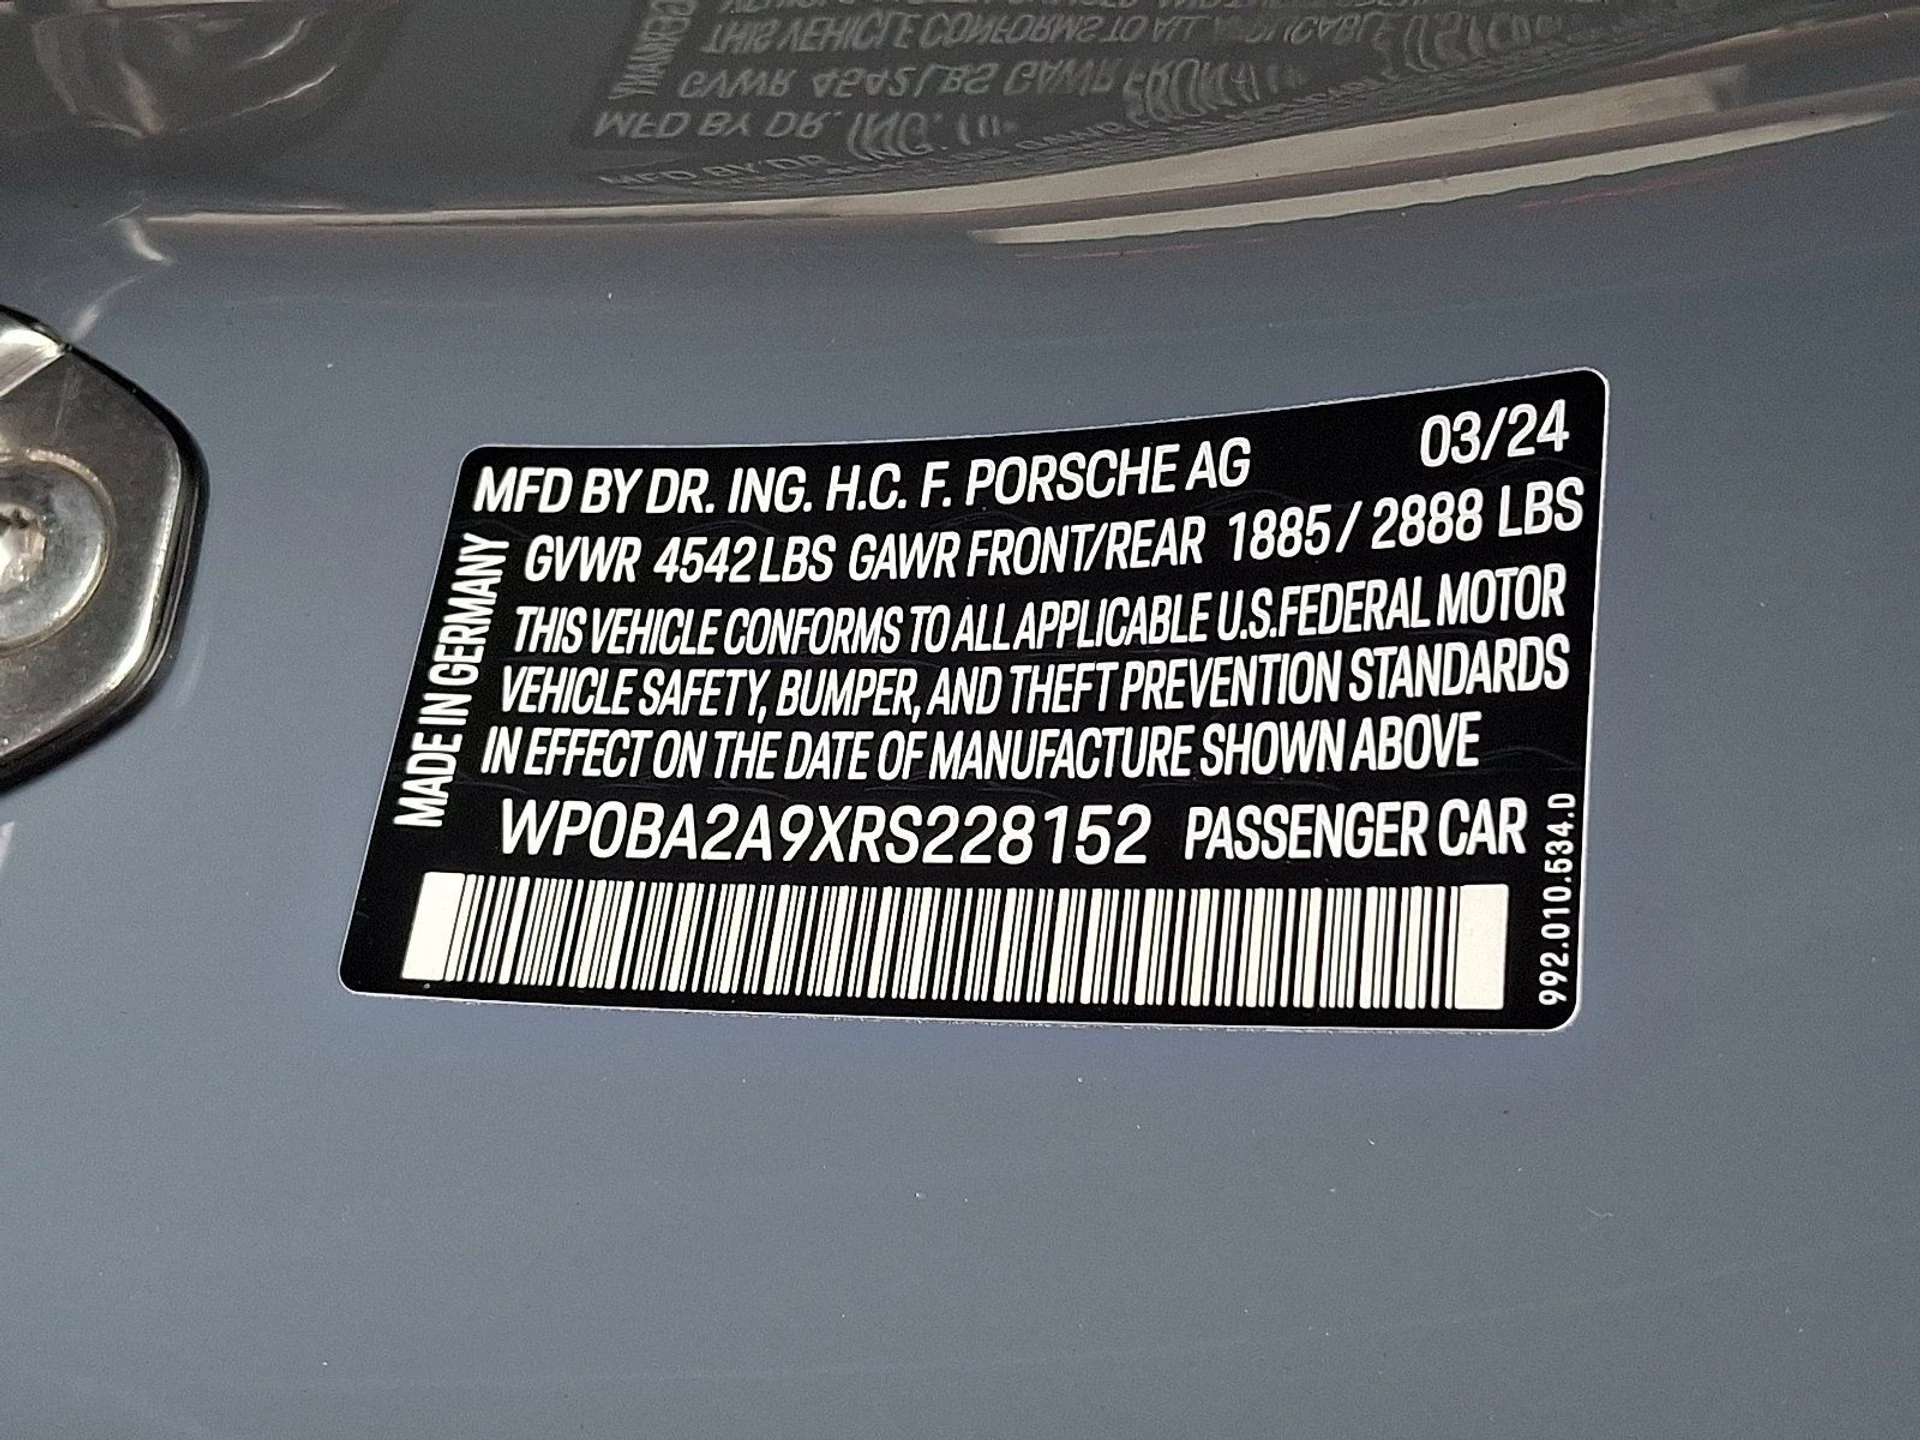 MFD BY DR. ING. H.C. F. PORSCHE AG 03/24
GVWR 4542 LBS GAWR FRONT/REAR 1885 / 2888 LBS
THIS VEHICLE CONFORMS TO ALL APPLICABLE U.S. FEDERAL MOTOR
VEHICLE SAFETY, BUMPER, AND THEFT PREVENTION STANDARDS
IN EFFECT ON THE DATE OF MANUFACTURE SHOWN ABOVE
WP0BA2A9XRS228152 PASSENGER CAR
MADE IN GERMANY
992.010.534.D